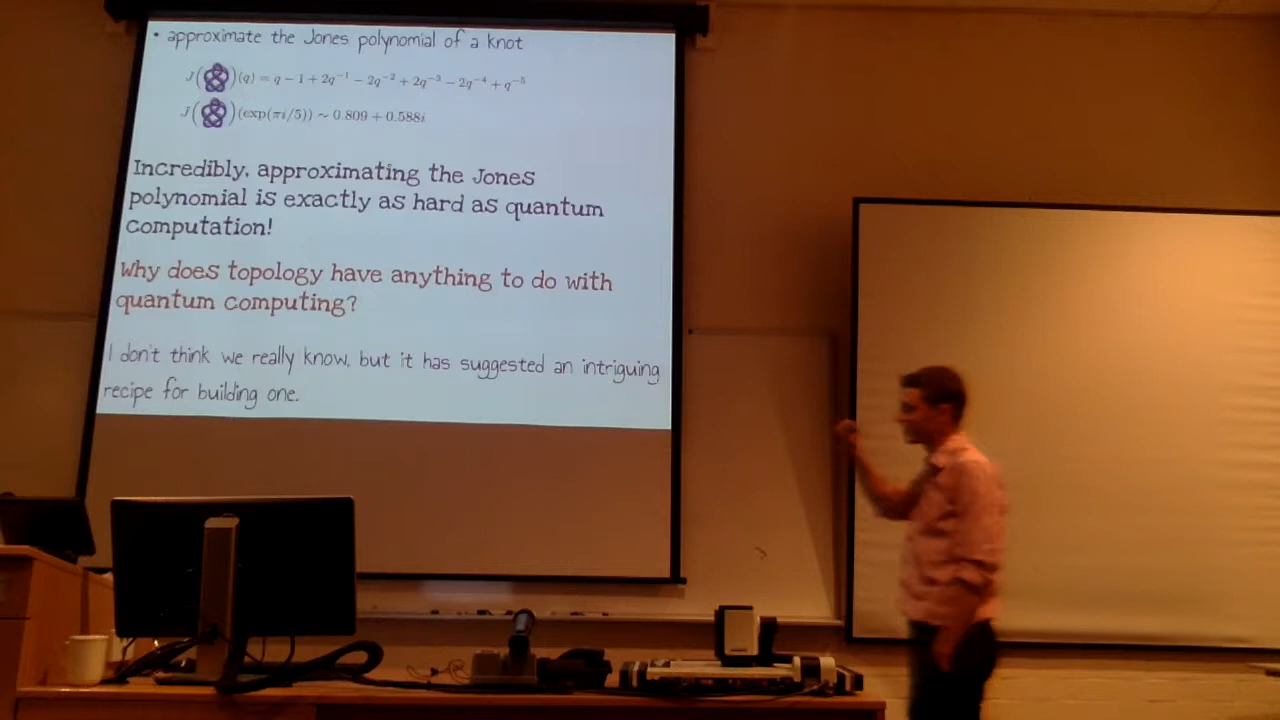 • approximate the Jones polynomial of a knot
J( )(q) = q − 1 + 2q⁻¹ − 2q⁻² + 2q⁻³ − 2q⁻⁴ + q⁻⁵
J( )(exp(πi/5)) ∼ 0.809 + 0.588i
Incredibly, approximating the Jones
polynomial is exactly as hard as quantum
computation!
Why does topology have anything to do with
quantum computing?
I don't think we really know, but it has suggested an intriguing
recipe for building one.